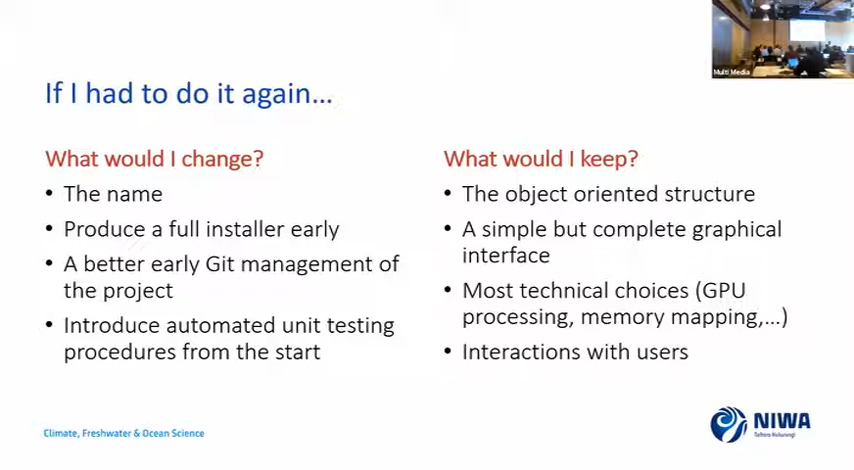 Multi Media
If I had to do it again...
What would I change?
• The name
• Produce a full installer early
• A better early Git management of
the project
• Introduce automated unit testing
procedures from the start
What would I keep?
• The object oriented structure
• A simple but complete graphical
interface
• Most technical choices (GPU
processing, memory mapping,...)
• Interactions with users
Climate, Freshwater & Ocean Science
NIWA
Taihoro Nukurangi